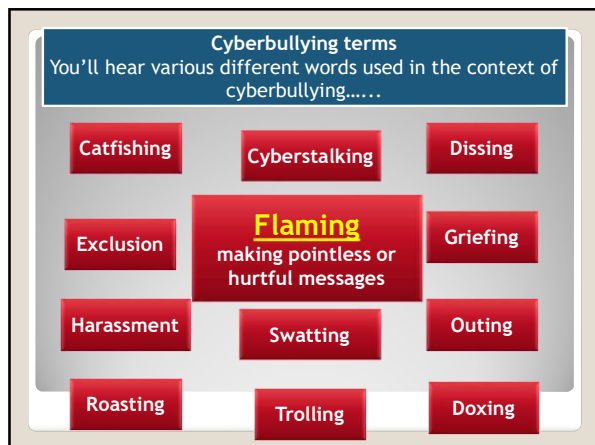 Cyberbullying terms
You'll hear various different words used in the context of
cyberbullying…...
Catfishing
Cyberstalking
Dissing
Exclusion
Flaming
making pointless or
hurtful messages
Griefing
Harassment
Swatting
Outing
Roasting
Trolling
Doxing